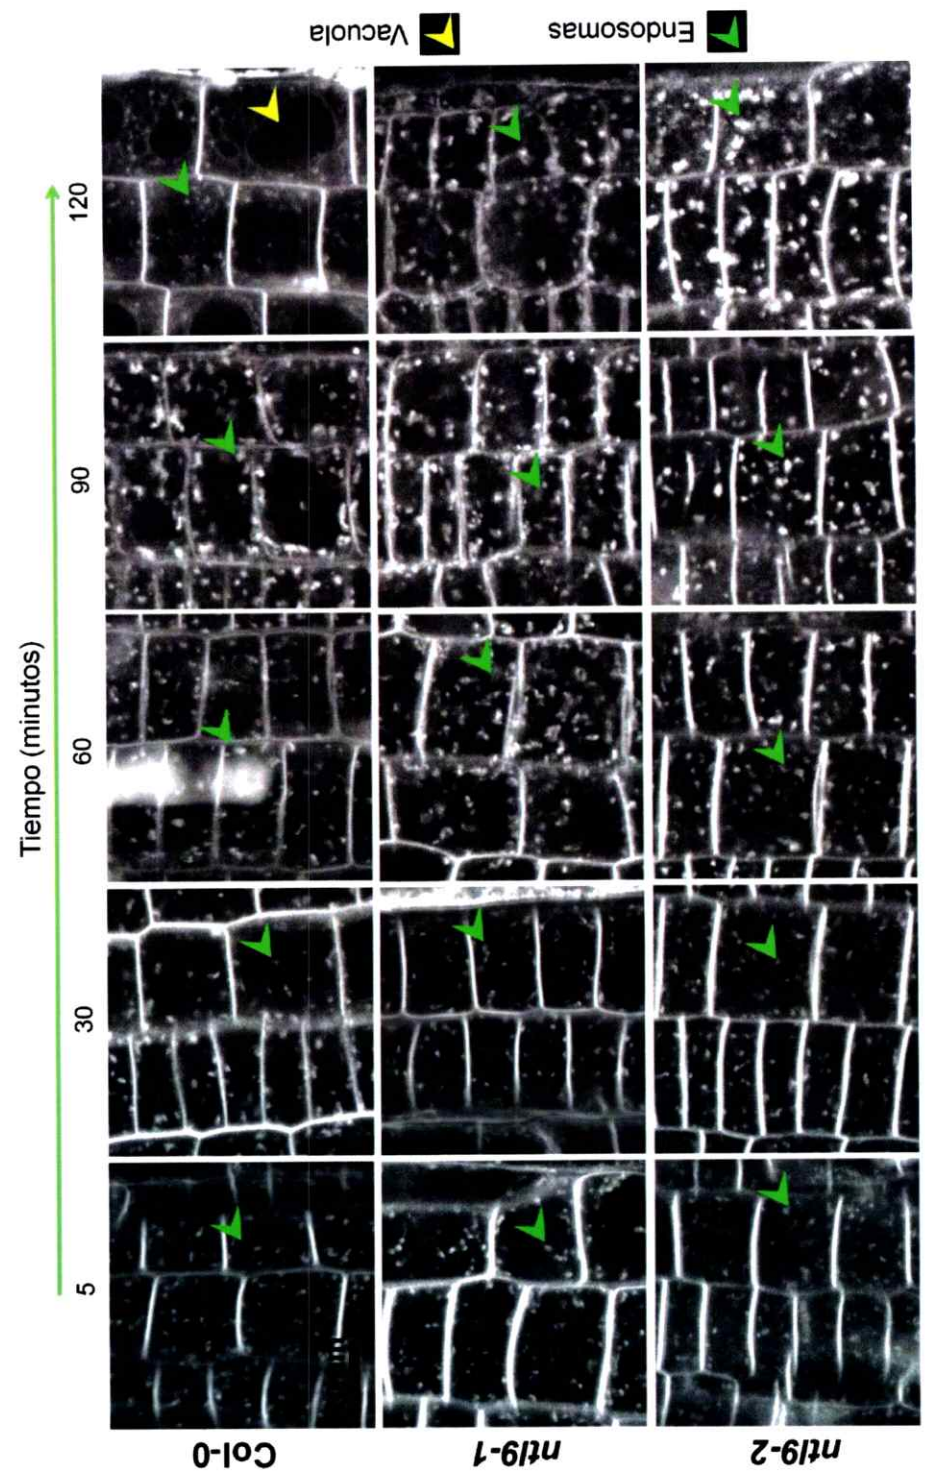 Vacuola
Endosomas
Tiempo (minutos)
5
30
60
90
120
Col-0
ntl9-1
ntl9-2